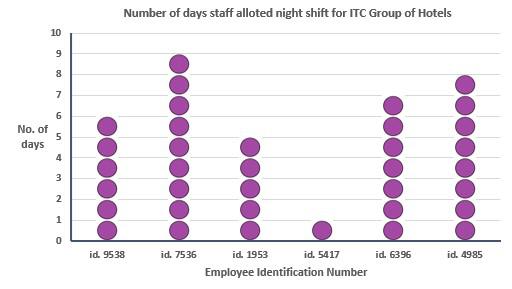 Number of days staff alloted night shift for ITC Group of Hotels
10
9
8
7
6
5
4
3
2
1
0
No. of
days
id. 9538
id. 7536
id. 1953
id. 5417
id. 6396
id. 4985
Employee Identification Number